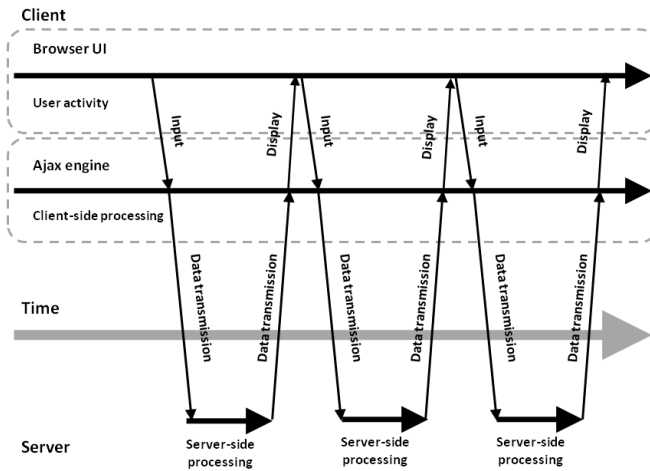 Client
Browser UI
User activity
Input
Display
Input
Display
Input
Display
Ajax engine
Client-side processing
Data transmission
Data transmission
Data transmission
Data transmission
Data transmission
Data transmission
Time
Server-side
processing
Server-side
processing
Server-side
processing
Server